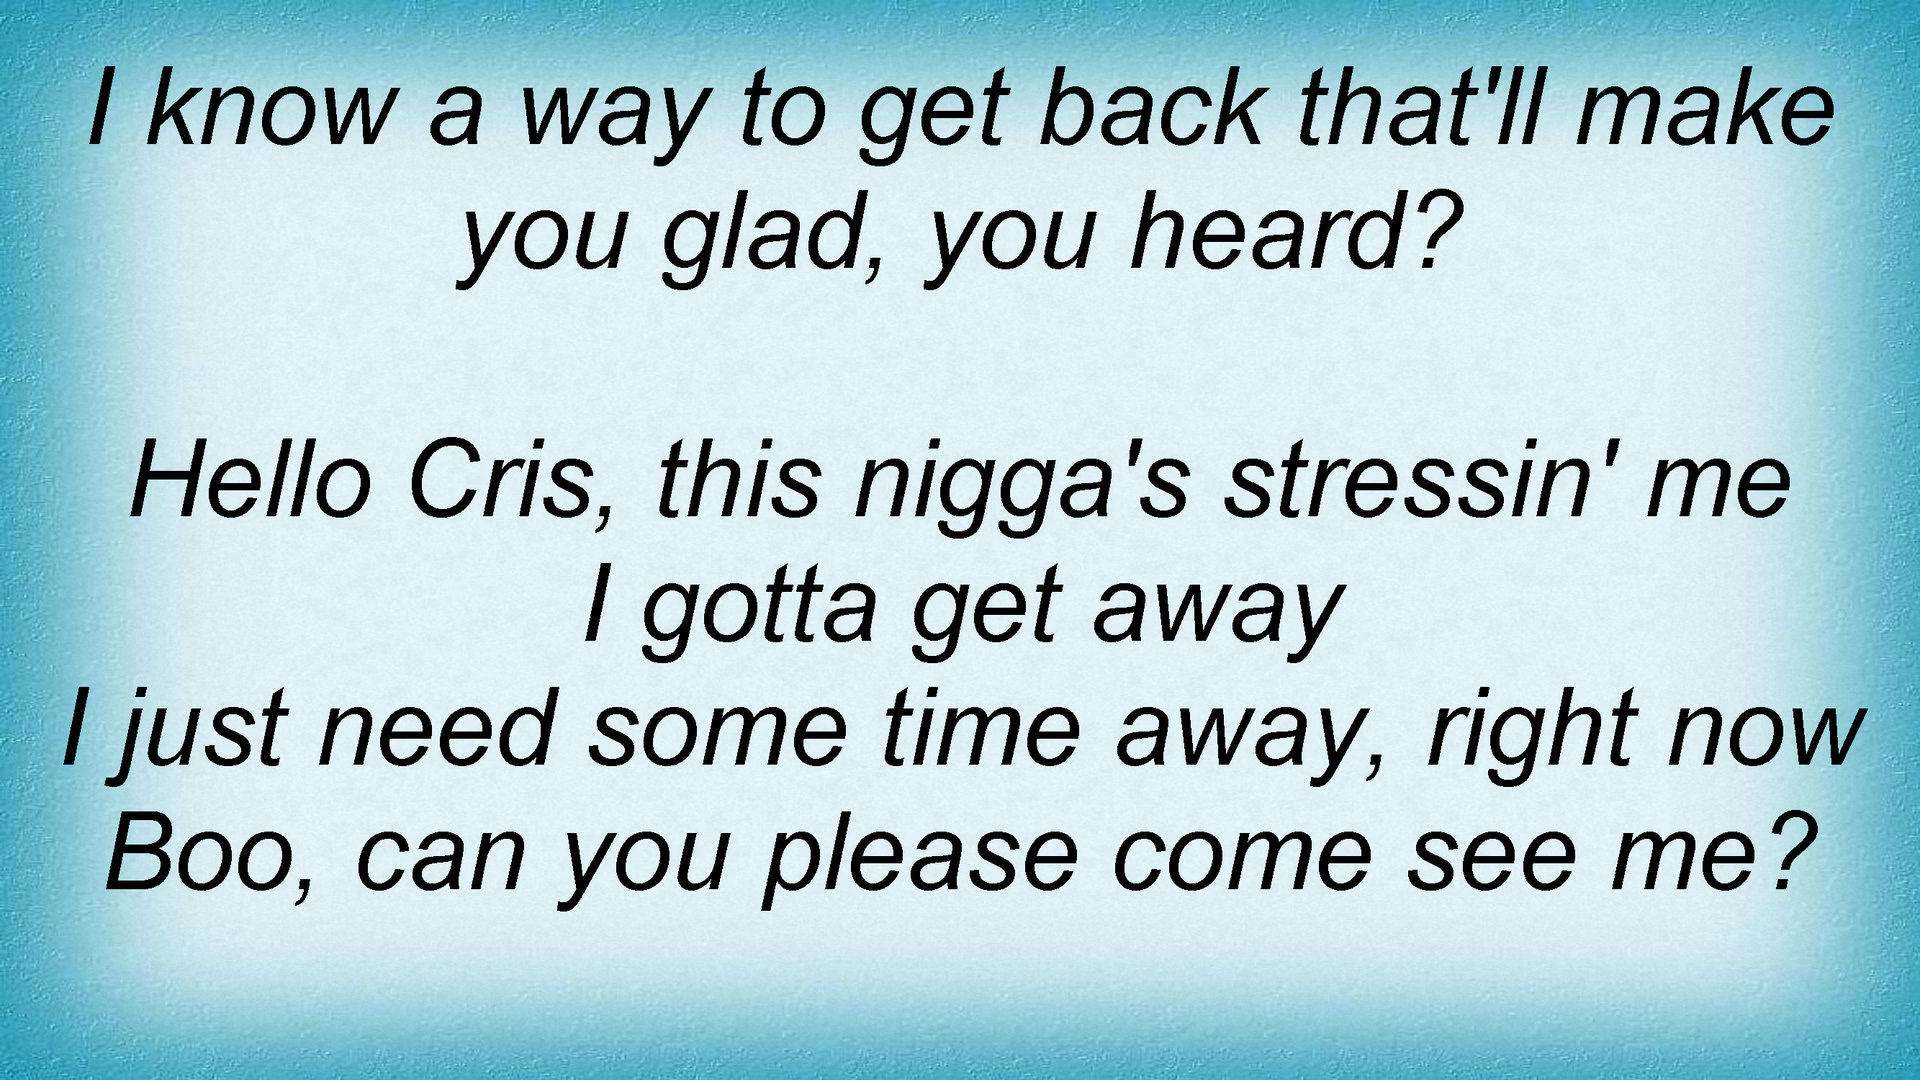 I know a way to get back that'll make
you glad, you heard?
Hello Cris, this nigga's stressin' me
I gotta get away
I just need some time away, right now
Boo, can you please come see me?